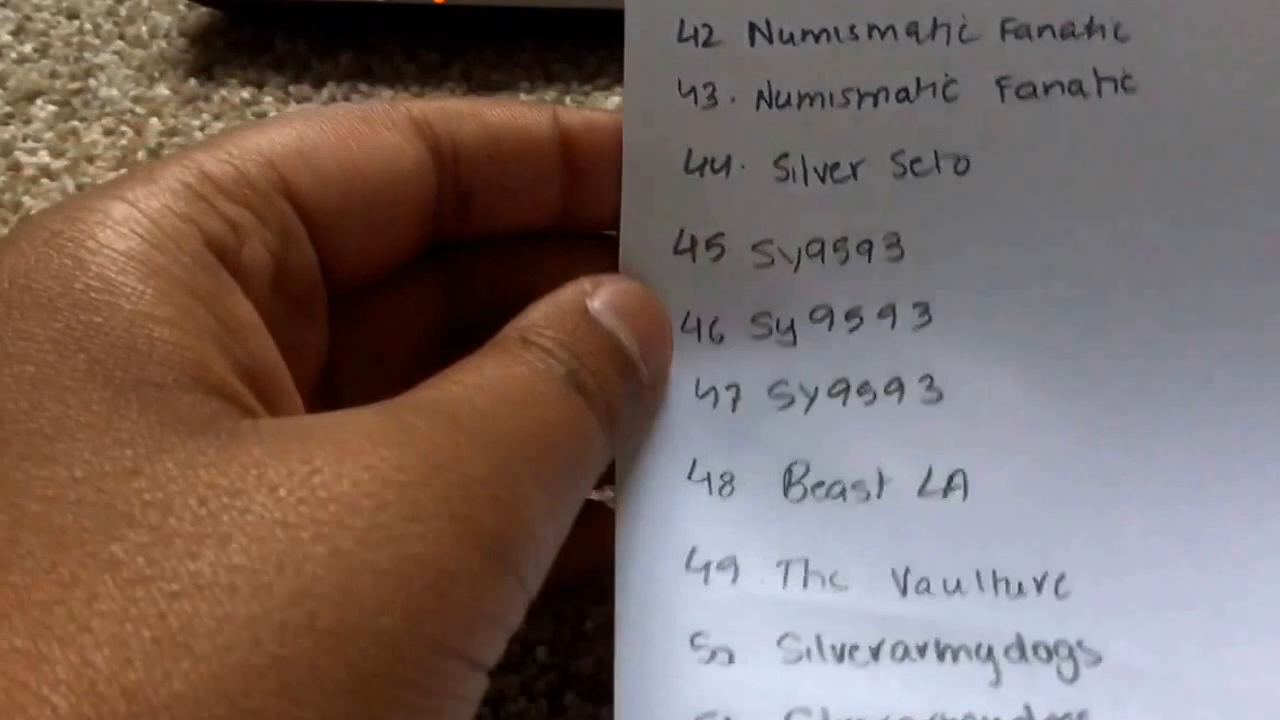 42 Numismatic Fanatic
43. Numismatic Fanatic
44. Silver Seto
45 Sy9593
46 Sy9593
47 Sy9593
48 Beast LA
49 The Vaulture
50 Silverarmydogs